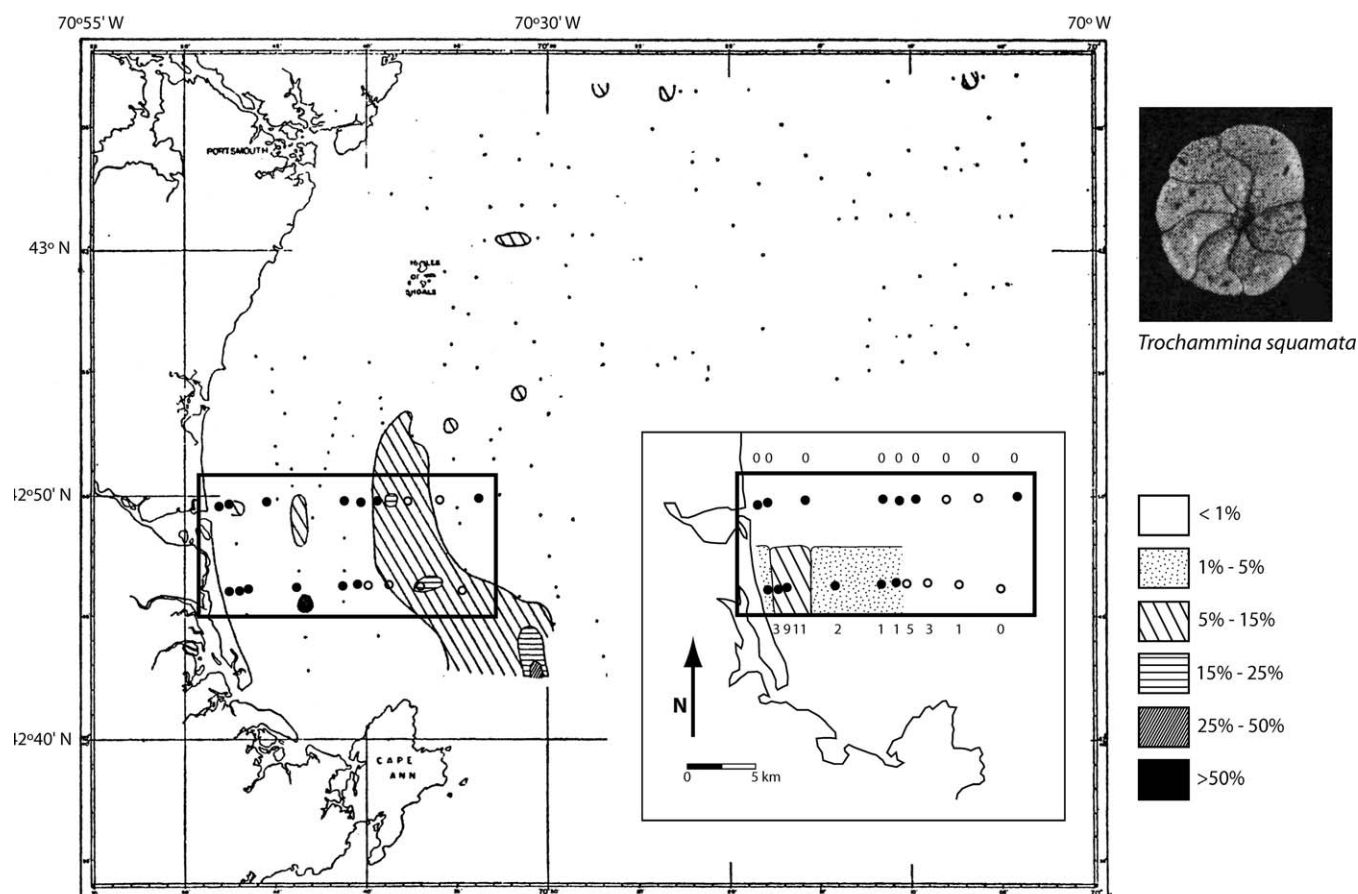 70°55' W 70°30' W 70° W
PORTSMOUTH
43° N
OF
SHOALS
Trochammina squamata
42°50' N
0 0 0 0 0 0 0 0 0
3 9 11 2 1 1 5 3 1 0
< 1%
1% - 5%
5% - 15%
15% - 25%
25% - 50%
>50%
N
0 5 km
42°40' N
CAPE
ANN